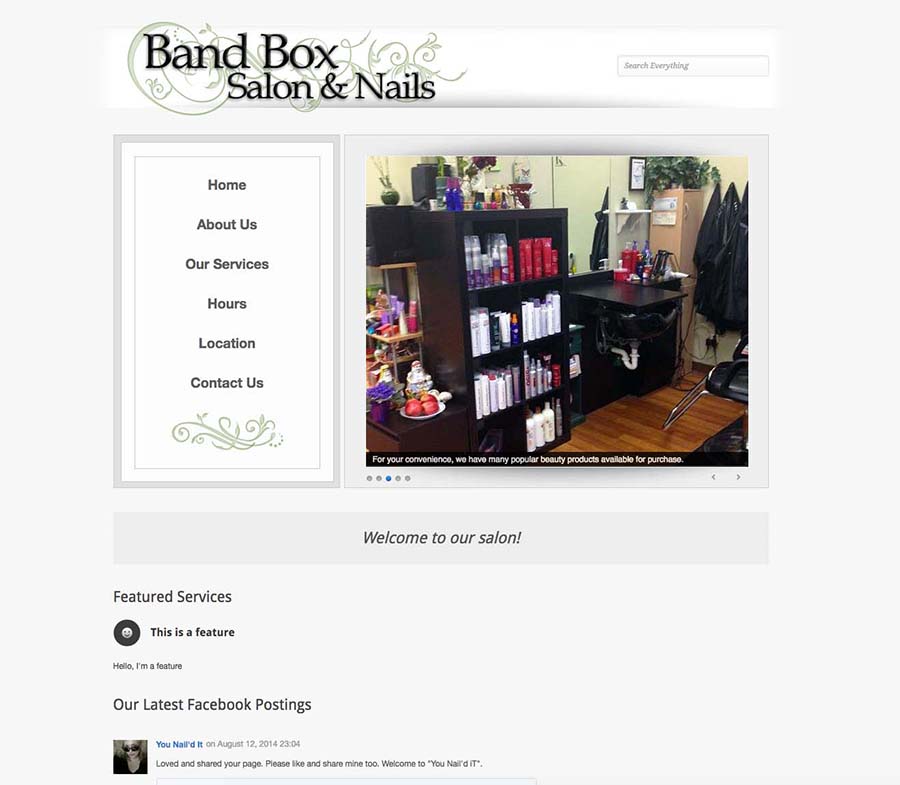 Band Box
Salon & Nails
Search Everything
Home
About Us
Our Services
Hours
Location
Contact Us
For your convenience, we have many popular beauty products available for purchase.
Welcome to our salon!
Featured Services
This is a feature
Hello, I'm a feature
Our Latest Facebook Postings
You Nail'd It on August 12, 2014 23:04
Loved and shared your page. Please like and share mine too. Welcome to "You Nail'd iT".